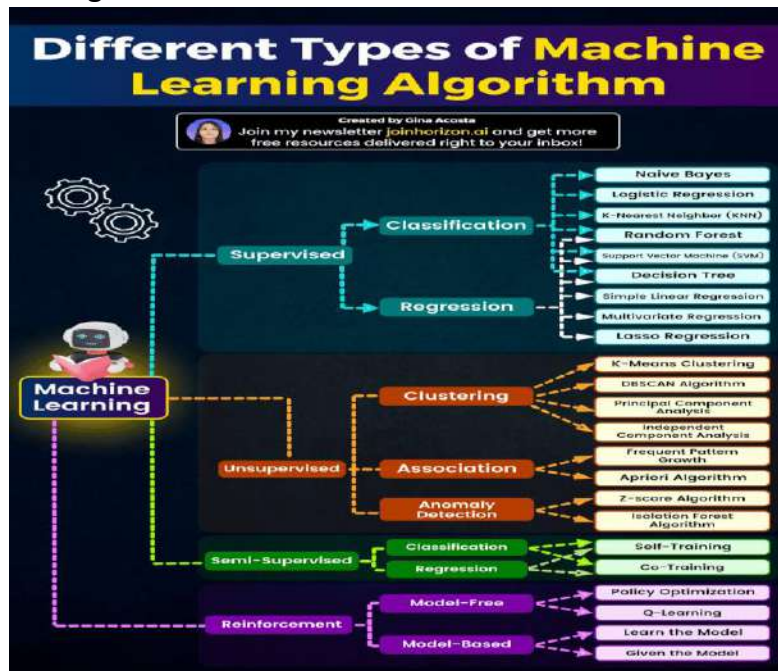 Different Types of Machine
Learning Algorithm
Created by Gina Acosta
Join my newsletter joinhorizon.ai and get more
free resources delivered right to your inbox!
Machine
Learning
Supervised
Classification
Naive Bayes
Logistic Regression
K-Nearest Neighbor (KNN)
Random Forest
Support Vector Machine (SVM)
Decision Tree
Regression
Simple Linear Regression
Multivariate Regression
Lasso Regression
Unsupervised
Clustering
K-Means Clustering
DBSCAN Algorithm
Principal Component
Analysis
Independent
Component Analysis
Association
Frequent Pattern
Growth
Apriori Algorithm
Anomaly
Detection
Z-score Algorithm
Isolation Forest
Algorithm
Semi-Supervised
Classification
Regression
Self-Training
Co-Training
Reinforcement
Model-Free
Policy Optimization
Q-Learning
Model-Based
Learn the Model
Given the Model